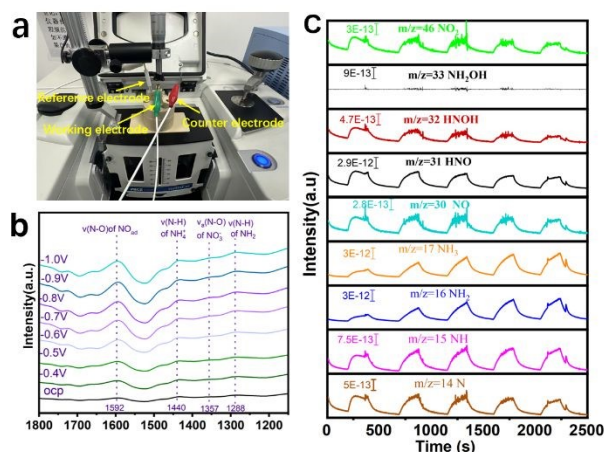 a
Reference electrode
Working electrode
Counter electrode
b
ν(N-O)of NOad
ν(N-H)
of NH4+
νa(N-O)
of NO3-
ν(N-H)
of NH2
-1.0V
-0.9V
-0.8V
-0.7V
-0.6V
-0.5V
-0.4V
ocp
Intensity(a.u.)
1592
1440
1357
1288
1800 1700 1600 1500 1400 1300 1200
c
3E-13
m/z=46 NO2
9E-13
m/z=33 NH2OH
4.7E-13
m/z=32 HNOH
2.9E-12
m/z=31 HNO
2.8E-13
m/z=30 NO
3E-12
m/z=17 NH3
3E-12
m/z=16 NH2
7.5E-13
m/z=15 NH
5E-13
m/z=14 N
Intensity(a.u)
0 500 1000 1500 2000 2500
Time (s)